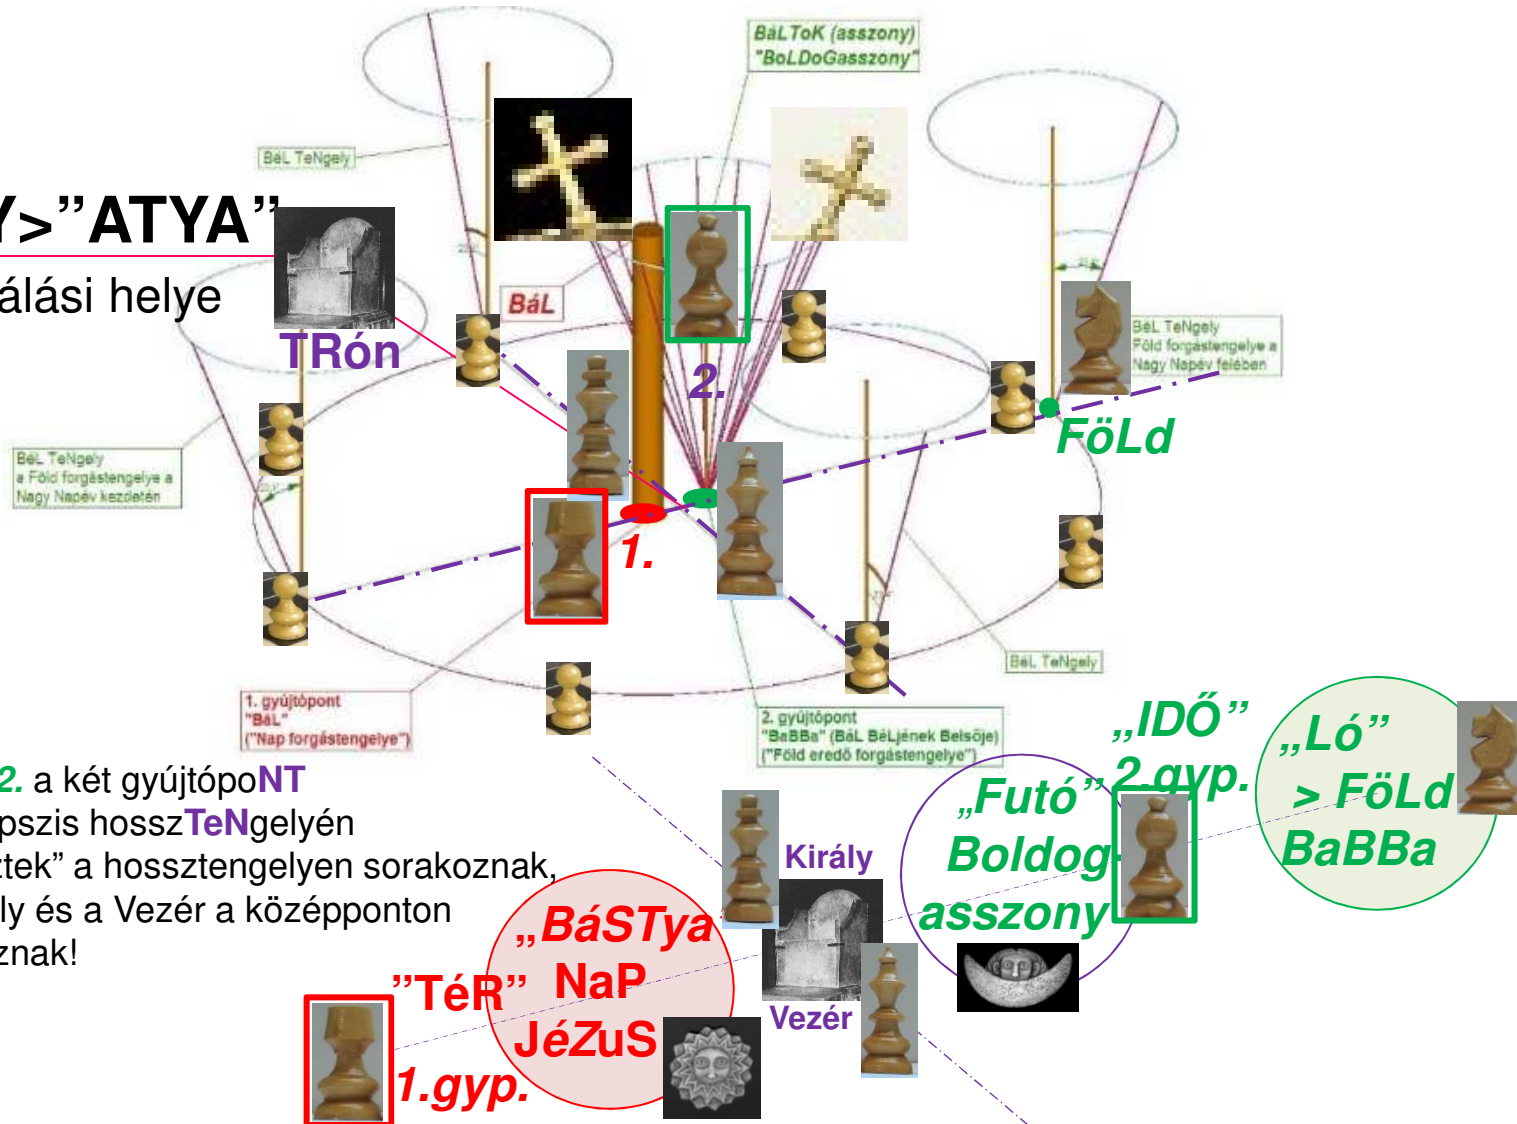 BáLToK (asszony)
"BoLDoGasszony"
BéL TeNgely
Y>”ATYA”
álási helye
TRón
BáL
2.
BéL TeNgely
Föld forgástengelye a
Nagy Napév felében
FöLd
BéL TeNgely
a Föld forgástengelye a
Nagy Napév kezdetén
1.
BéL TeNgely
1. gyújtópont
"BáL"
("Nap forgástengelye")
2. gyújtópont
"BaBBa" (BáL BéLjének Belsője)
("Föld eredő forgástengelye")
„IDŐ”
2.gyp.
„Ló”
> FöLd
BaBBa
2. a két gyújtópoNT
pszis hosszTeNgelyén
ztek” a hossztengelyen sorakoznak,
ly és a Vezér a középponton
znak!
„Futó”
Boldog-
asszony
Király
Vezér
„BáSTya
NaP
JéZuS
”TéR”
1.gyp.